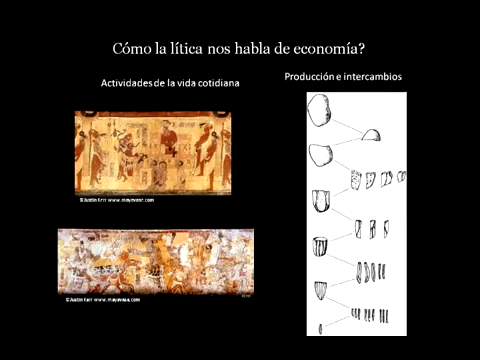 Cómo la lítica nos habla de economía?
Actividades de la vida cotidiana
Producción e intercambios
©Justin Kerr www.mayavase.com
©Justin Kerr www.mayavase.com